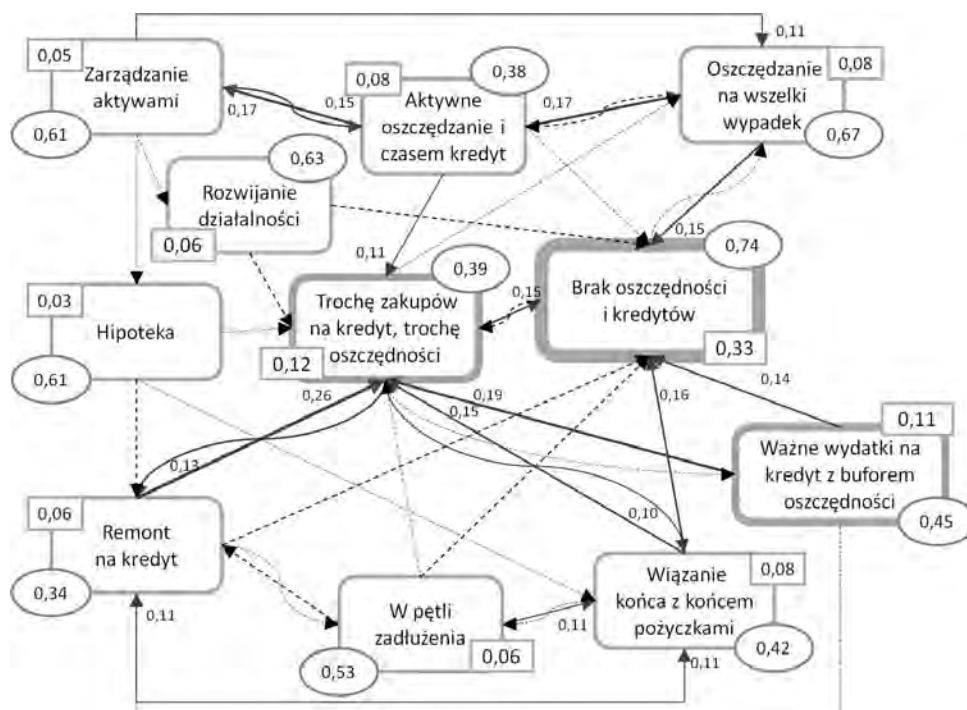 0,05
Zarządzanie
aktywami
0,61
0,17
0,15
0,08
0,38
Aktywne
oszczędzanie i
czasem kredyt
0,17
0,11
0,08
Oszczędzanie
na wszelki
wypadek
0,67
0,63
Rozwijanie
działalności
0,06
0,11
0,15
0,03
Hipoteka
0,61
0,39
Trochę zakupów
na kredyt, trochę
oszczędności
0,12
0,15
0,74
Brak oszczędności
i kredytów
0,33
0,26
0,19
0,15
0,16
0,14
0,13
0,10
0,11
Ważne wydatki na
kredyt z buforem
oszczędności
0,45
0,06
Remont
na kredyt
0,34
0,11
W pętli
zadłużenia
0,53
0,06
0,11
0,08
Wiązanie
końca z końcem
pożyczkami
0,42
0,11